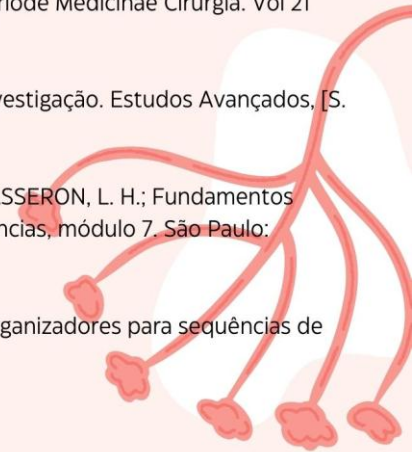 riode Medicinae Cirurgia. Vol 21
vestigação. Estudos Avançados, [S.
SSERON, L. H.; Fundamentos
ncias, módulo 7. São Paulo:
ganizadores para sequências de